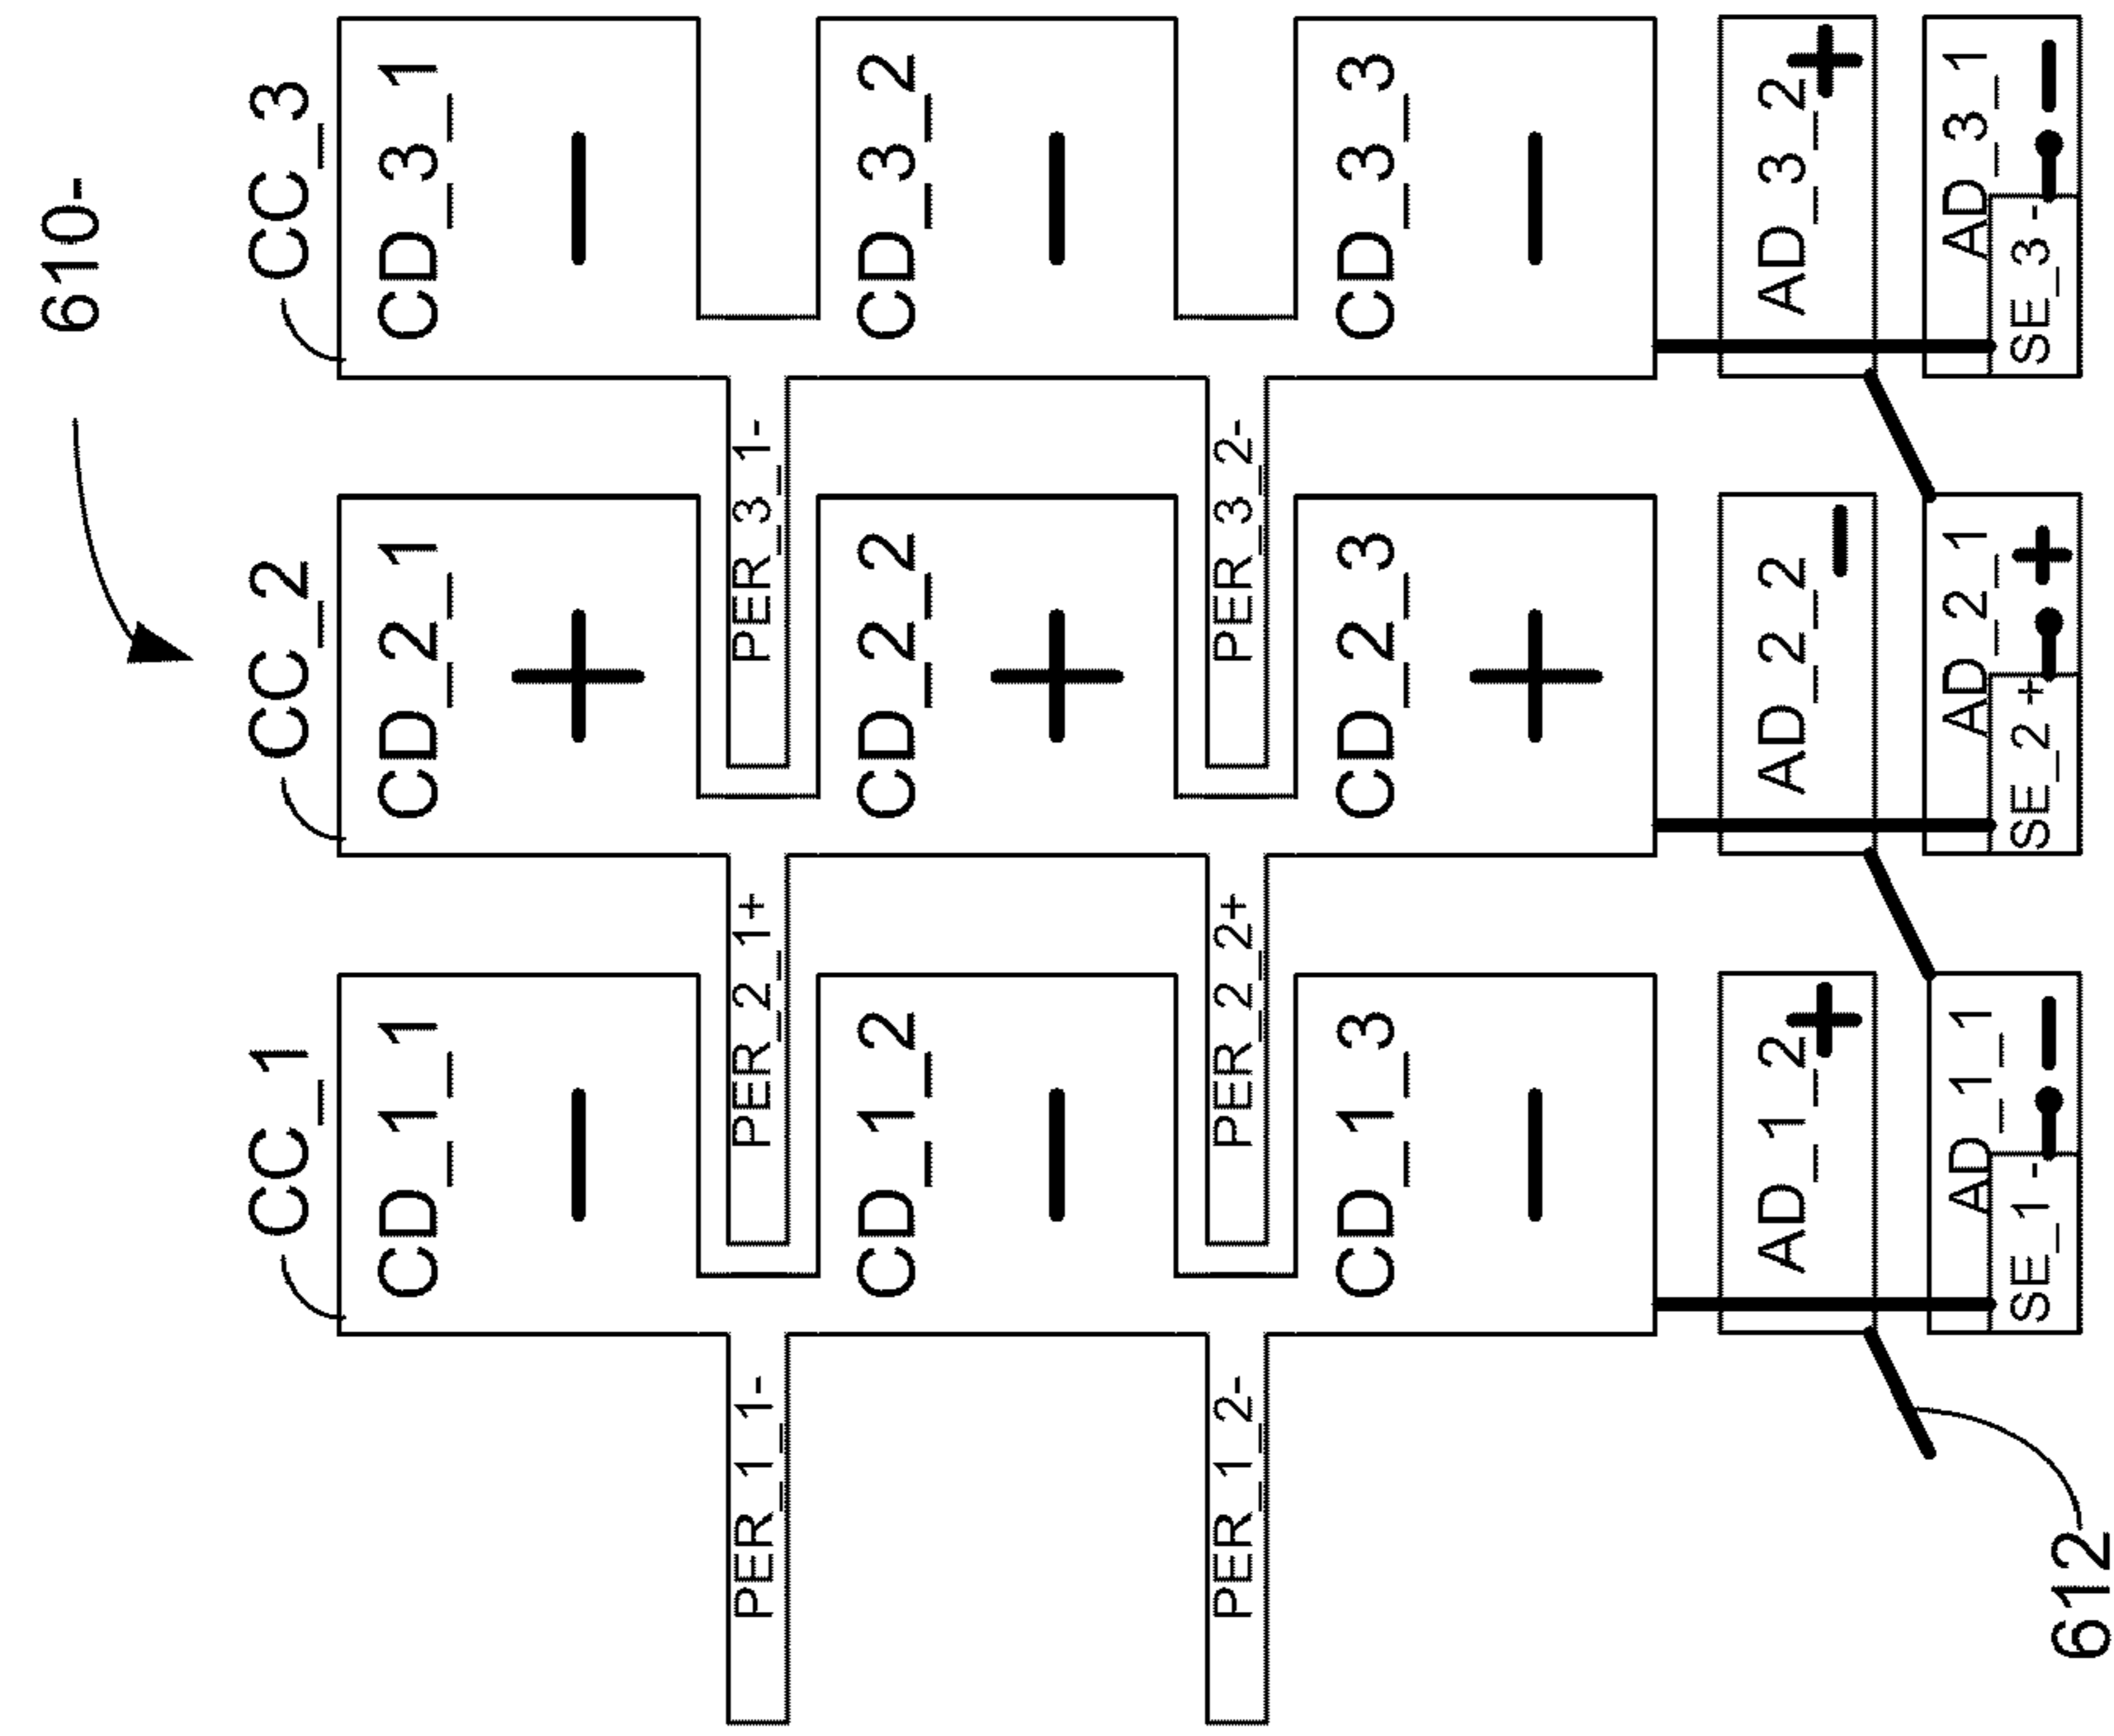 610-
CC_1 CC_2 CC_3
CD_1_1 CD_2_1 CD_3_1
- + -
PER_1_1- PER_2_1+ PER_3_1-
CD_1_2 CD_2_2 CD_3_2
- + -
PER_1_2- PER_2_2+ PER_3_2-
CD_1_3 CD_2_3 CD_3_3
- + -
AD_1_2 + AD_2_2 - AD_3_2 +
AD_1_1 AD_2_1 AD_3_1
SE_1 - - SE_2 + + SE_3 - -
612